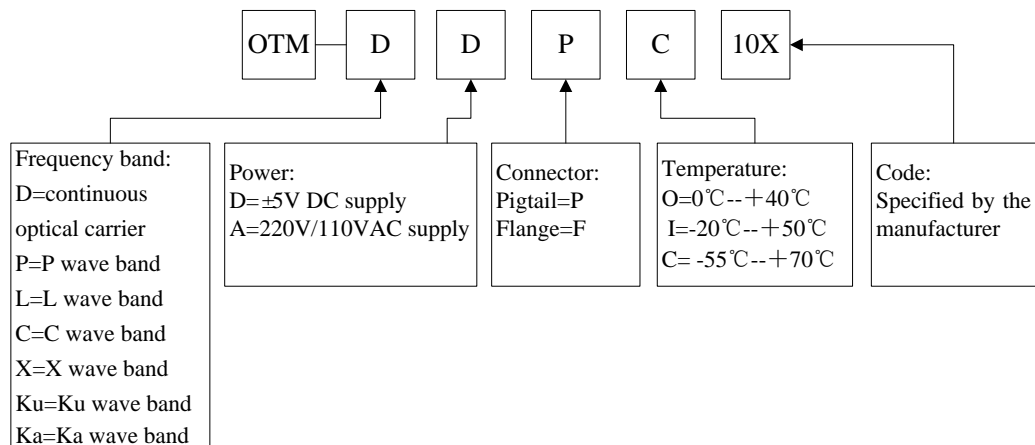 OTM D D P C 10X
Frequency band:
D=continuous
optical carrier
P=P wave band
L=L wave band
C=C wave band
X=X wave band
Ku=Ku wave band
Ka=Ka wave band
Power:
D=±5V DC supply
A=220V/110VAC supply
Connector:
Pigtail=P
Flange=F
Temperature:
O=0℃--＋40℃
I=-20℃--＋50℃
C= -55℃--＋70℃
Code:
Specified by the
manufacturer